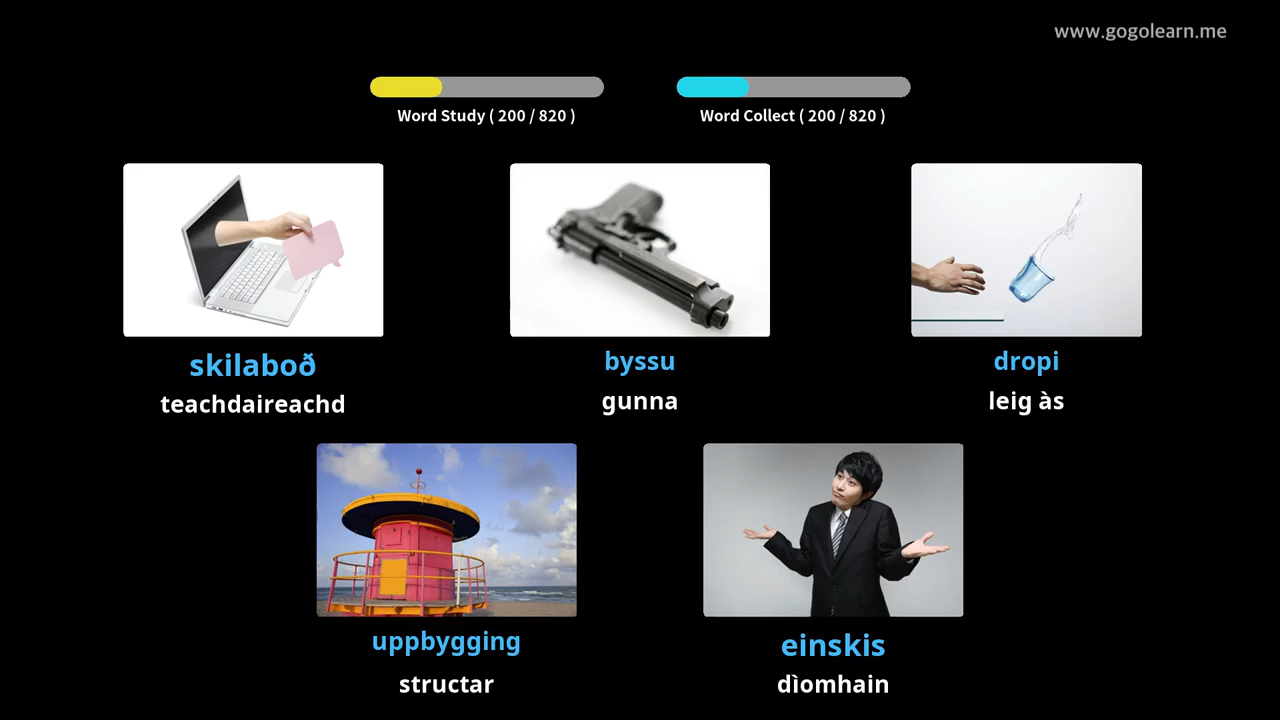 www.gogolearn.me
Word Study ( 200 / 820 )
Word Collect ( 200 / 820 )
skilaboð
teachdaireachd
byssu
gunna
dropi
leig às
uppbygging
structar
einskis
dìomhain